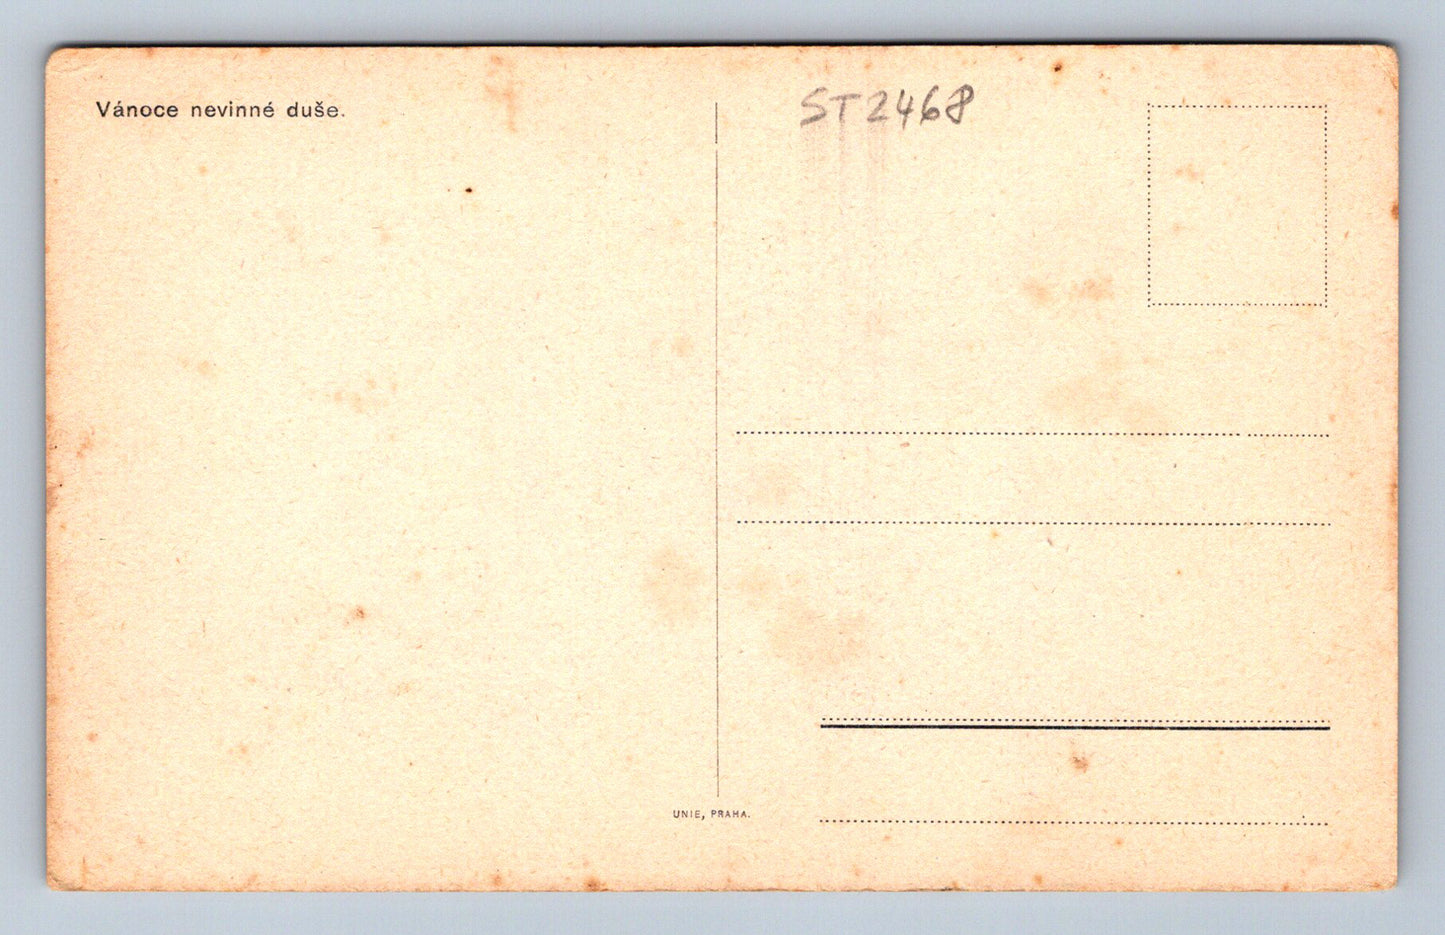 Vánoce nevinné duše.
ST2468
UNIE, PRAHA.